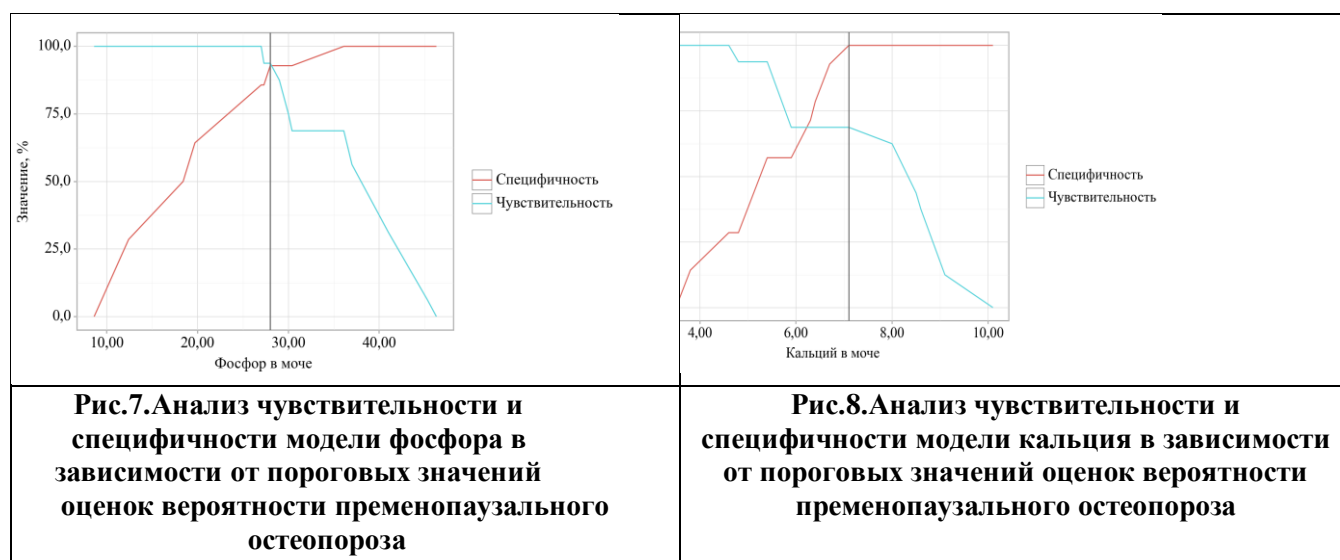 100,0
75,0
50,0
25,0
0,0
Значение, %
10,00 20,00 30,00 40,00
Фосфор в моче
Специфичность
Чувствительность
4,00 6,00 8,00 10,00
Кальций в моче
Специфичность
Чувствительность
Рис.7.Анализ чувствительности и
специфичности модели фосфора в
зависимости от пороговых значений
оценок вероятности пременопаузального
остеопороза
Рис.8.Анализ чувствительности и
специфичности модели кальция в зависимости
от пороговых значений оценок вероятности
пременопаузального остеопороза